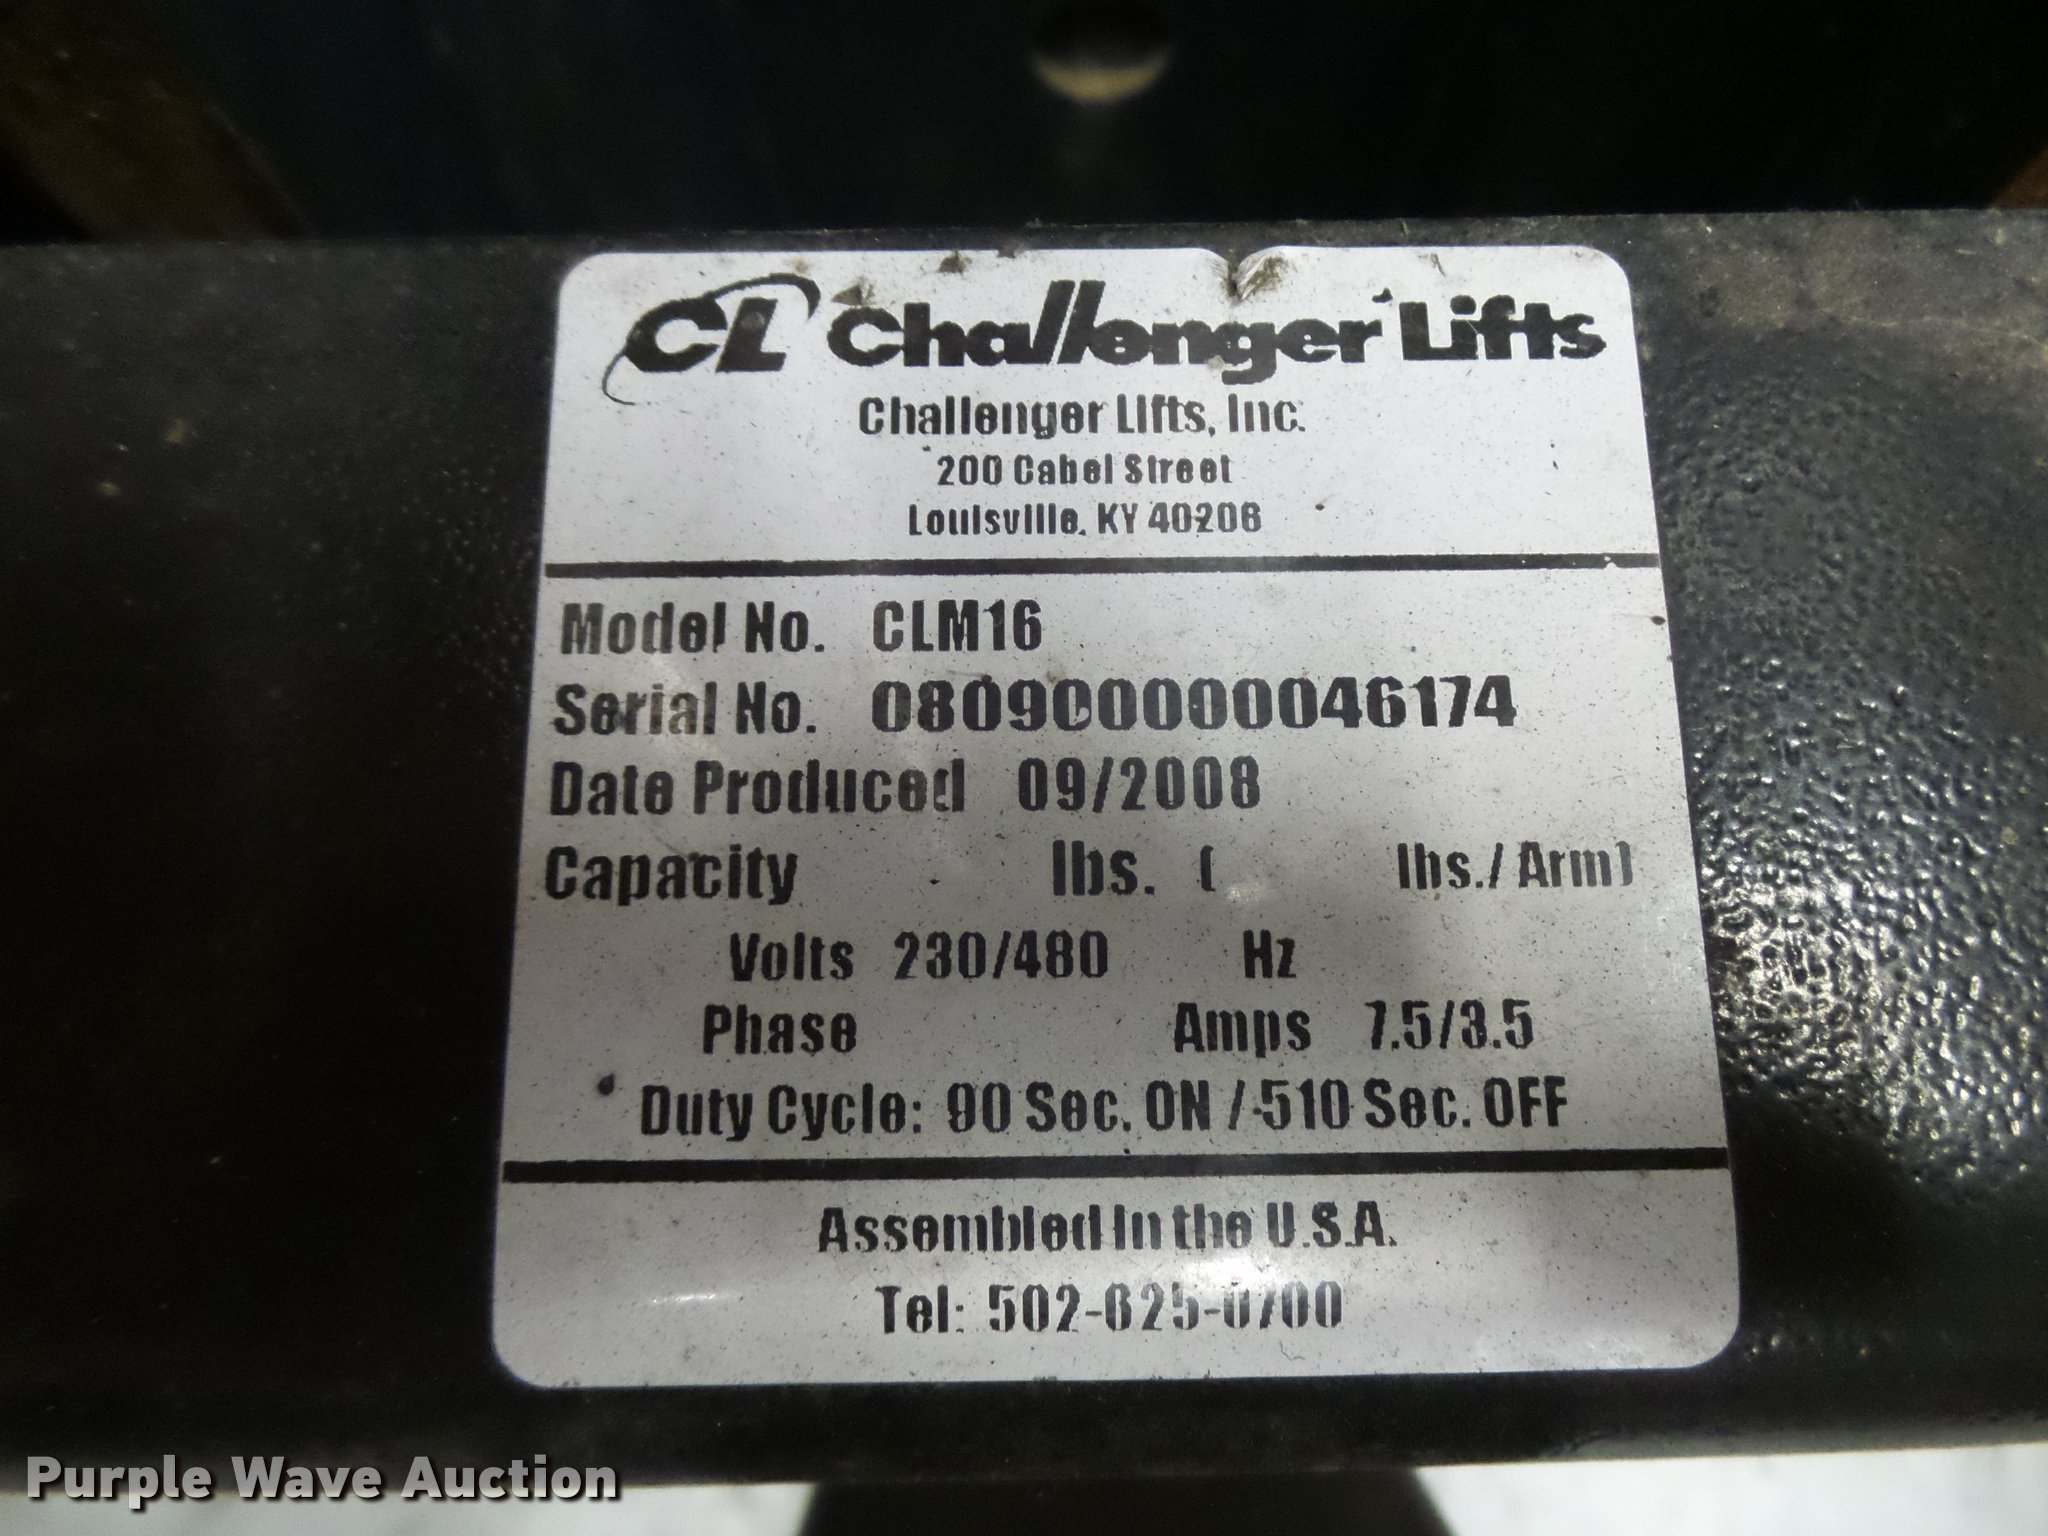 CL Challenger Lifts
Challenger Lifts, Inc.
200 Cabel Street
Louisville, KY 40206
Model No. CLM16
Serial No. 080900000046174
Date Produced 09/2008
Capacity lbs. ( lbs./Arm)
Volts 230/480 Hz
Phase Amps 7.5/3.5
Duty Cycle: 90 Sec. ON / 510 Sec. OFF
Assembled In the U.S.A.
Tel: 502-625-0700
Purple Wave Auction